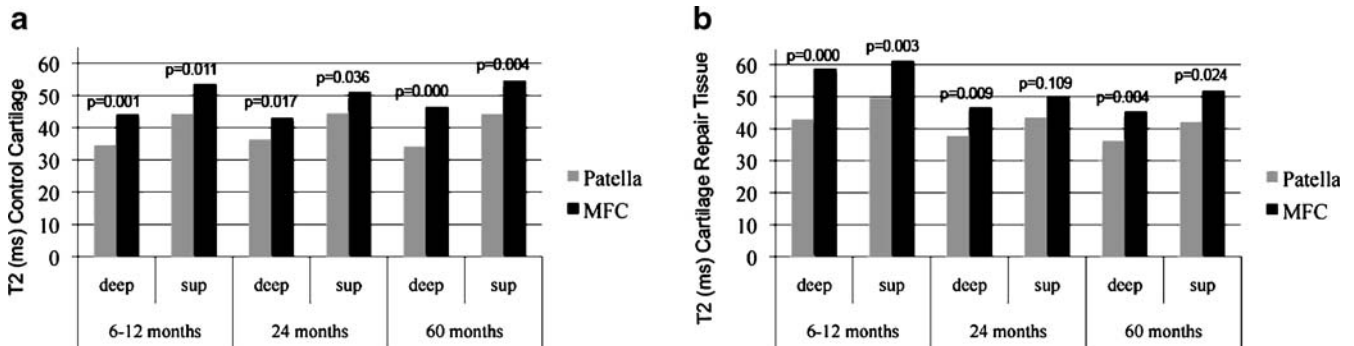 a
T2 (ms) Control Cartilage
60
50
40
30
20
10
0
p=0.001
p=0.011
p=0.017
p=0.036
p=0.000
p=0.004
deep
sup
deep
sup
deep
sup
6-12 months
24 months
60 months
Patella
MFC
b
T2 (ms) Cartilage Repair Tissue
60
50
40
30
20
10
0
p=0.000
p=0.003
p=0.009
p=0.109
p=0.004
p=0.024
deep
sup
deep
sup
deep
sup
6-12 months
24 months
60 months
Patella
MFC